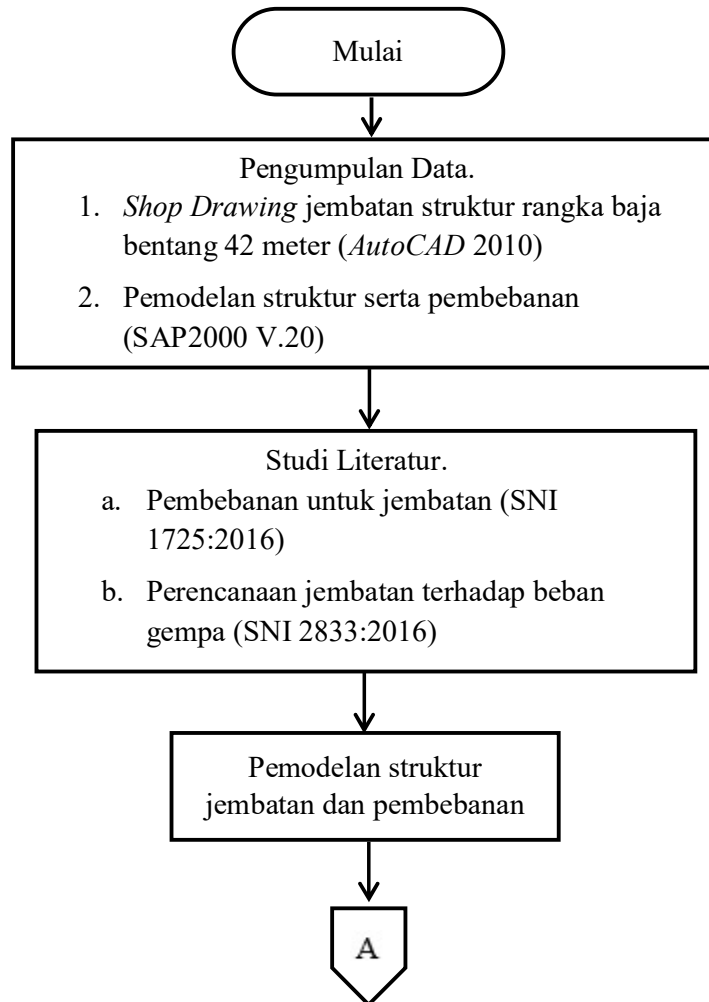 Mulai
Pengumpulan Data.
1. Shop Drawing jembatan struktur rangka baja
bentang 42 meter (AutoCAD 2010)
2. Pemodelan struktur serta pembebanan
(SAP2000 V.20)
Studi Literatur.
a. Pembebanan untuk jembatan (SNI
1725:2016)
b. Perencanaan jembatan terhadap beban
gempa (SNI 2833:2016)
Pemodelan struktur
jembatan dan pembebanan
A